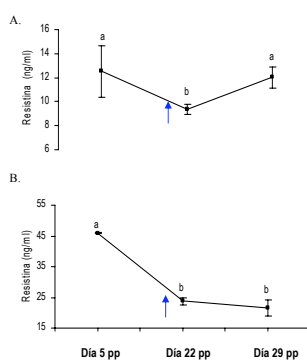 A.
Resistina (ng/ml)
16
14
12
10
8
6
a
b
a
B.
Resistina (ng/ml)
55
45
35
25
15
a
b
b
Día 5 pp
Día 22 pp
Día 29 pp